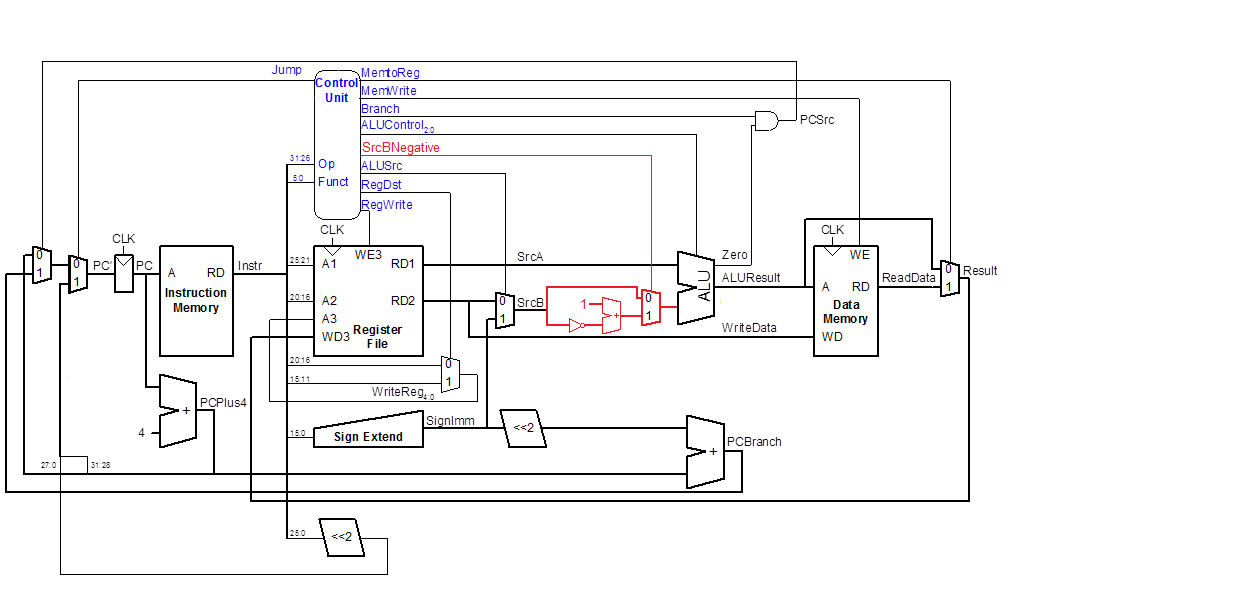 Jump
Control
Unit
MemtoReg
MemWrite
Branch
ALUControl2:0
SrcBNegative
ALUSrc
RegDst
RegWrite
31:26
Op
5:0
Funct
PCSrc
CLK
CLK
CLK
0
1
0
1
PC'
PC
A
RD
Instruction
Memory
Instr
25:21
A1
WE3
RD1
20:16
A2
RD2
A3
WD3
Register
File
SrcA
0
1
SrcB
1
+
0
1
ALU
Zero
ALUResult
WriteData
WE
A
RD
Data
Memory
WD
ReadData
0
1
Result
20:16
15:11
0
1
WriteReg4:0
4
+
PCPlus4
15:0
Sign Extend
SignImm
<<2
+
PCBranch
27:0
31:28
25:0
<<2